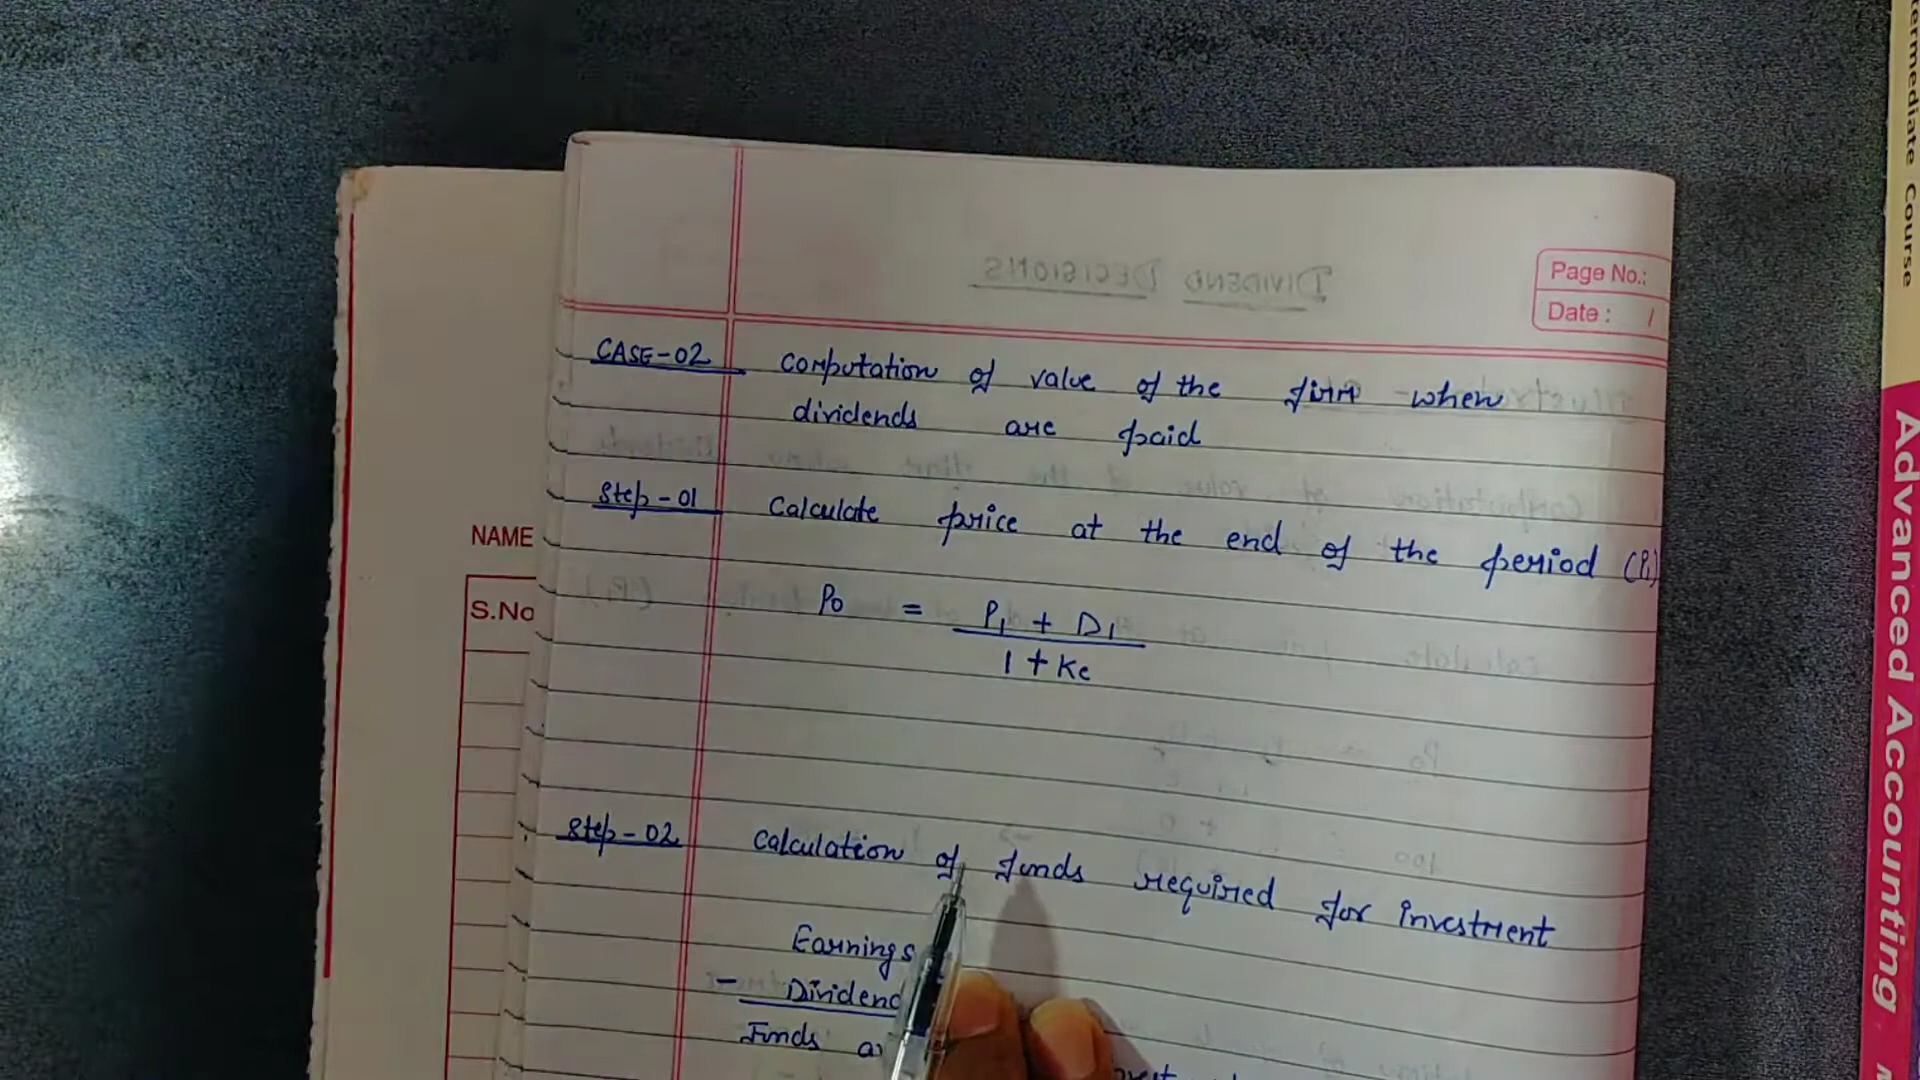 Page No.:
Date : /
CASE-02 Computation of value of the firm when
dividends are paid
Step-01 Calculate price at the end of the period (P1)
P0 = P1 + D1
1 + Ke
Step-02 Calculation of funds required for investment
Earnings
- Dividend
Funds
NAME
S.No
termediate Course
Advanced Accounting